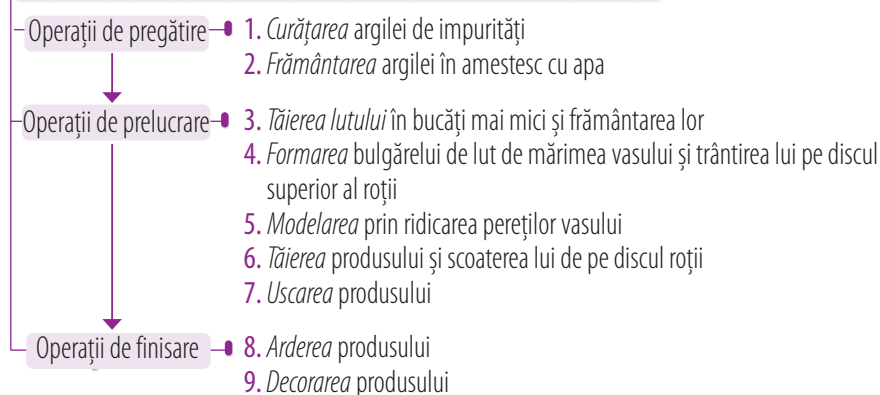 Operații de pregătire
1. Curățarea argilei de impurități
2. Frământarea argilei în amestesc cu apa
Operații de prelucrare
3. Tăierea lutului în bucăți mai mici și frământarea lor
4. Formarea bulgărelui de lut de mărimea vasului și trântirea lui pe discul
superior al roții
5. Modelarea prin ridicarea pereților vasului
6. Tăierea produsului și scoaterea lui de pe discul roții
7. Uscarea produsului
Operații de finisare
8. Arderea produsului
9. Decorarea produsului